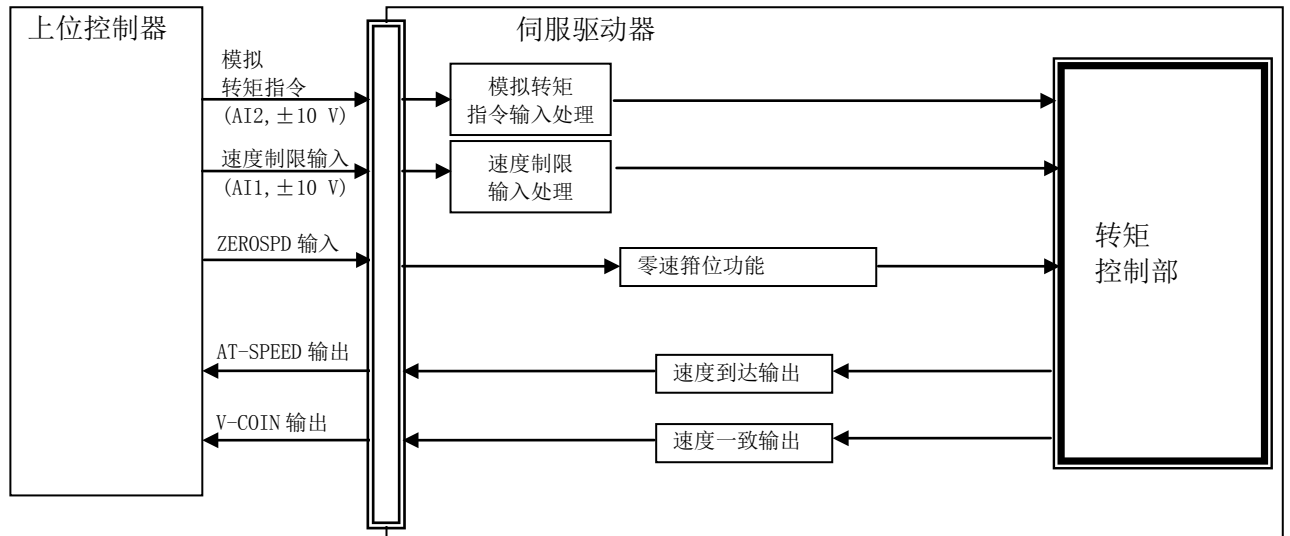 上位控制器
伺服驱动器
模拟
转矩指令
(AI2,±10 V)
模拟转矩
指令输入处理
速度制限输入
(AI1,±10 V)
速度制限
输入处理
ZEROSPD 输入
零速箝位功能
转矩
控制部
AT-SPEED 输出
速度到达输出
V-COIN 输出
速度一致输出